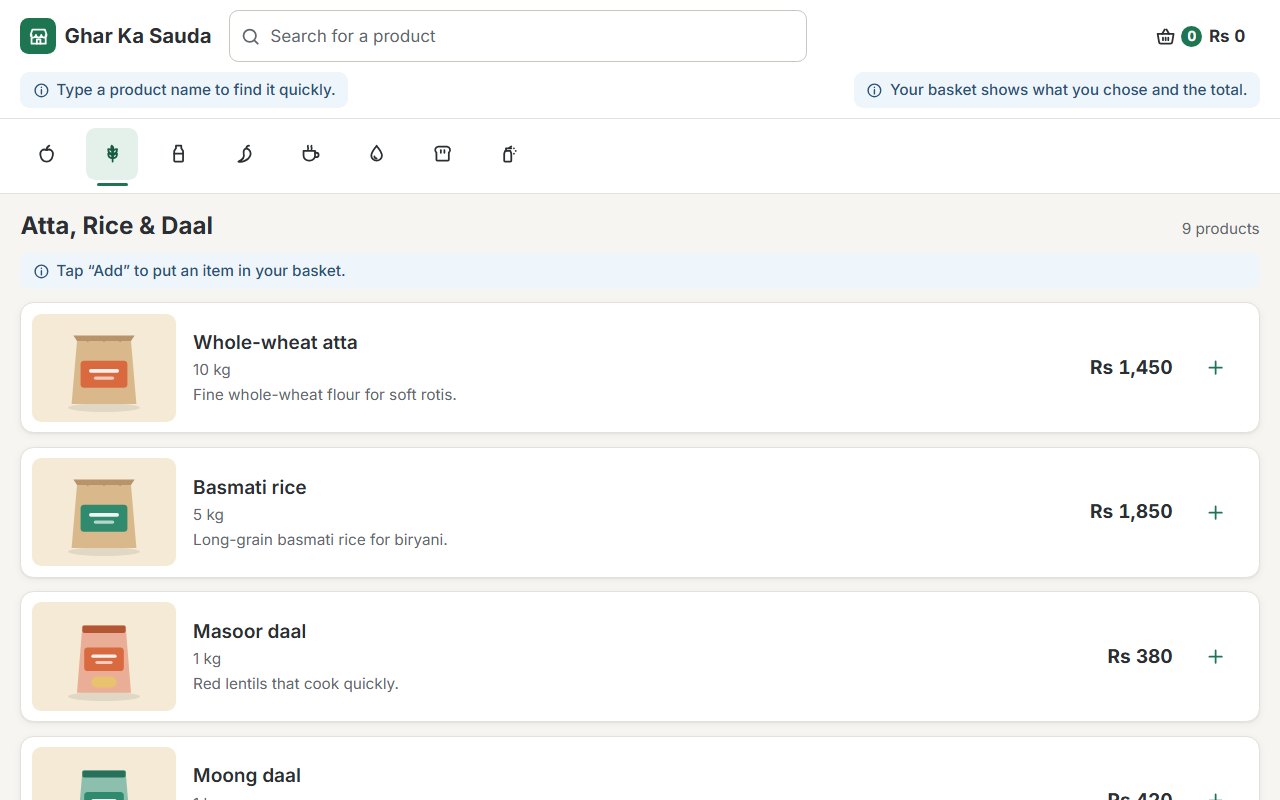 Ghar Ka Sauda
Search for a product
0 Rs 0
Type a product name to find it quickly.
Your basket shows what you chose and the total.
Atta, Rice & Daal
9 products
Tap “Add” to put an item in your basket.
Whole-wheat atta
10 kg
Fine whole-wheat flour for soft rotis.
Rs 1,450
Basmati rice
5 kg
Long-grain basmati rice for biryani.
Rs 1,850
Masoor daal
1 kg
Red lentils that cook quickly.
Rs 380
Moong daal
Rs 420